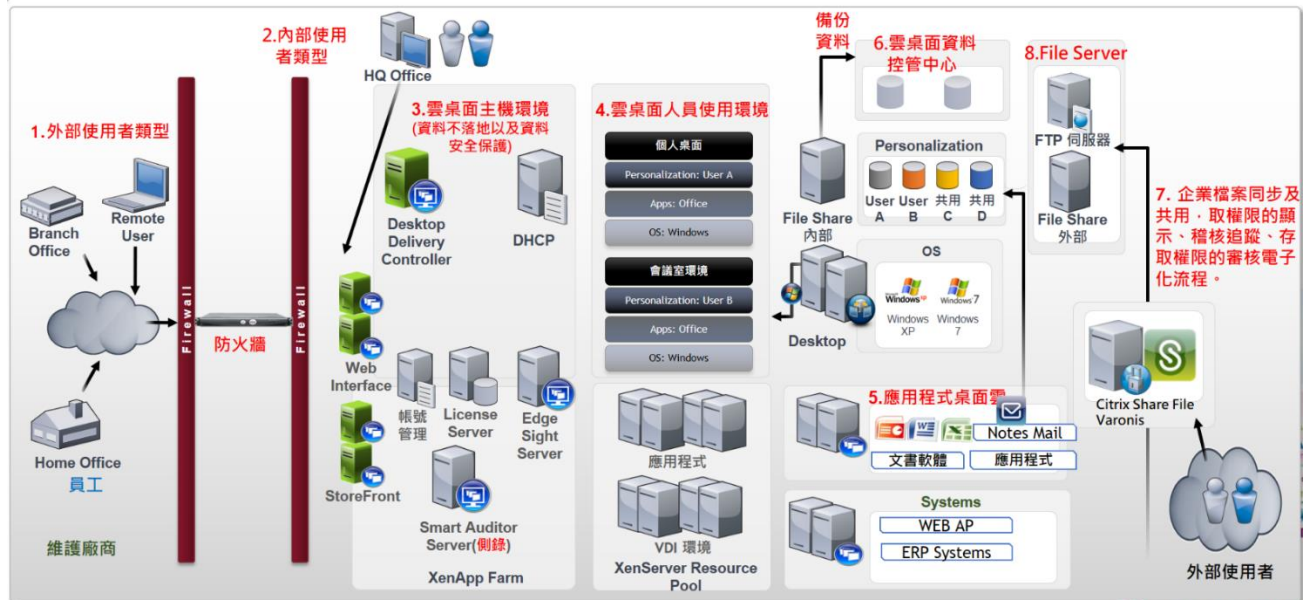 1.外部使用者類型
Branch
Office
Remote
User
Home Office
員工
維護廠商
Firewall
防火牆
Firewall
2.內部使用
者類型
HQ Office
3.雲桌面主機環境
(資料不落地以及資料
安全保護)
Desktop
Delivery
Controller
DHCP
Web
Interface
StoreFront
帳號
管理
License
Server
Edge
Sight
Server
Smart Auditor
Server(側錄)
XenApp Farm
4.雲桌面人員使用環境
個人桌面
Personalization: User A
Apps: Office
OS: Windows
會議室環境
Personalization: User B
Apps: Office
OS: Windows
應用程式
VDI 環境
XenServer Resource
Pool
備份
資料
6.雲桌面資料
控管中心
File Share
內部
Personalization
User
A
User
B
共用
C
共用
D
Desktop
OS
Windows XP
Windows 7
Windows
XP
Windows
7
5.應用程式桌面雲
Notes Mail
文書軟體
應用程式
Systems
WEB AP
ERP Systems
8.File Server
FTP 伺服器
File Share
外部
7. 企業檔案同步及
共用，取權限的顯
示、稽核追蹤、存
取權限的審核電子
化流程。
S
Citrix Share File
Varonis
外部使用者